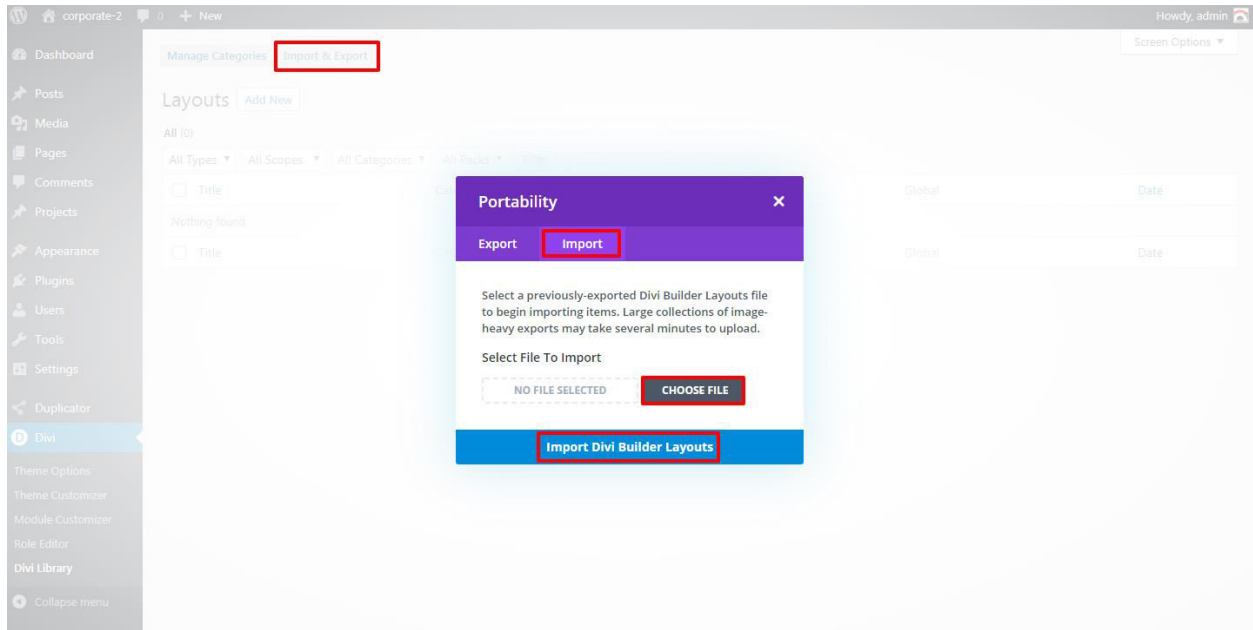 corporate-2 0 + New Howdy, admin
Dashboard
Posts
Media
Pages
Comments
Projects
Appearance
Plugins
Users
Tools
Settings
Duplicator
Divi
Theme Options
Theme Customizer
Module Customizer
Role Editor
Divi Library
Collapse menu
Screen Options
Manage Categories Import & Export
Layouts Add New
All (0)
All Types All Scopes All Categories All Packs Filter
Title Global Date
Nothing found
Title Global Date
Portability
Export Import
Select a previously-exported Divi Builder Layouts file
to begin importing items. Large collections of image-
heavy exports may take several minutes to upload.
Select File To Import
NO FILE SELECTED CHOOSE FILE
Import Divi Builder Layouts